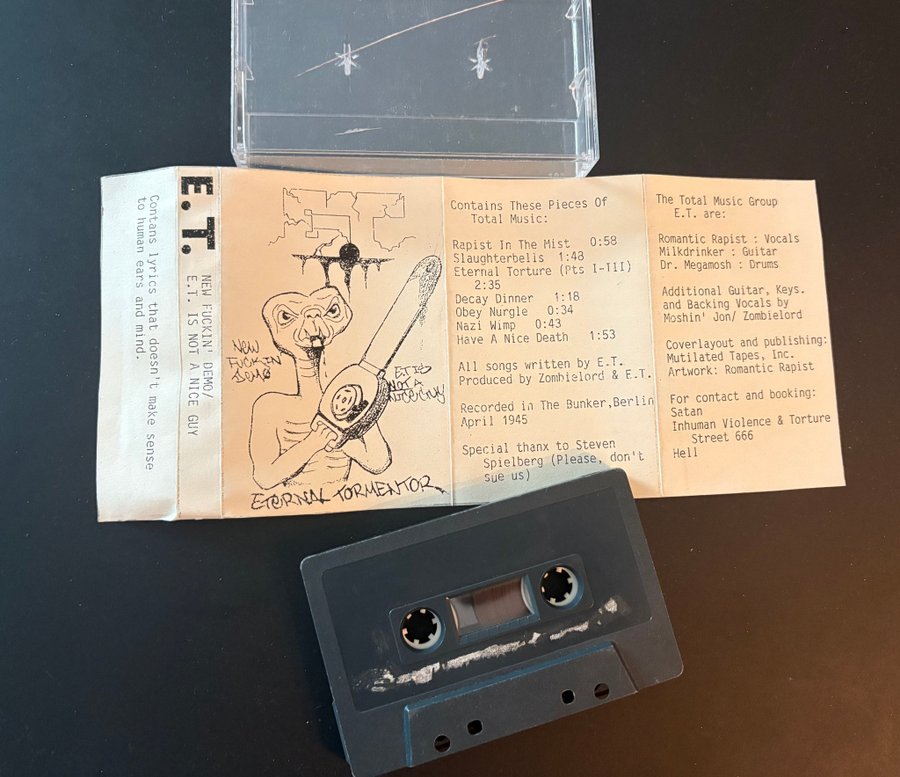 Contans lyrics that doesn't make sense
to human ears and mind.
E.T.
NEW FUCKIN' DEMO/
E.T. IS NOT A NICE GUY
E.T.
NEW
FUCKIN
DEMO
E.T IS
NOT A
NICE GUY
ETERNAL TORMENTOR
Contains These Pieces Of
Total Music:
Rapist In The Mist 0:58
Slaughterbells 1:48
Eternal Torture (Pts I-III)
2:35
Decay Dinner 1:18
Obey Nurgle 0:34
Nazi Wimp 0:43
Have A Nice Death 1:53
All songs written by E.T.
Produced by Zombielord & E.T.
Recorded in The Bunker,Berlin
April 1945
Special thanx to Steven
Spielberg (Please, don't
sue us)
The Total Music Group
E.T. are:
Romantic Rapist : Vocals
Milkdrinker : Guitar
Dr. Megamosh : Drums
Additional Guitar, Keys.
and Backing Vocals by
Moshin' Jon/ Zombielord
Coverlayout and publishing:
Mutilated Tapes, Inc.
Artwork: Romantic Rapist
For contact and booking:
Satan
Inhuman Violence & Torture
Street 666
Hell